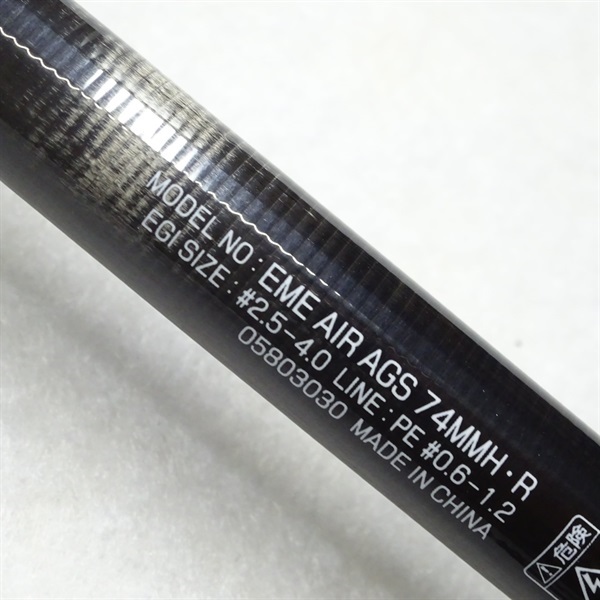 MODEL NO : EME AIR AGS 74MMH・R
EGI SIZE : #2.5-4.0 LINE : PE #0.6-1.2
05803030 MADE IN CHINA
危険